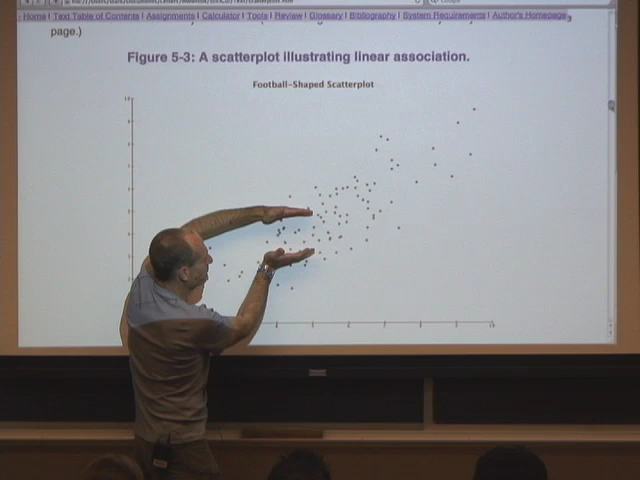 Home | Text Table of Contents | Assignments | Calculator | Tools | Review | Glossary | Bibliography | System Requirements | Author's Homepage
page.)
Figure 5-3: A scatterplot illustrating linear association.
Football-Shaped Scatterplot